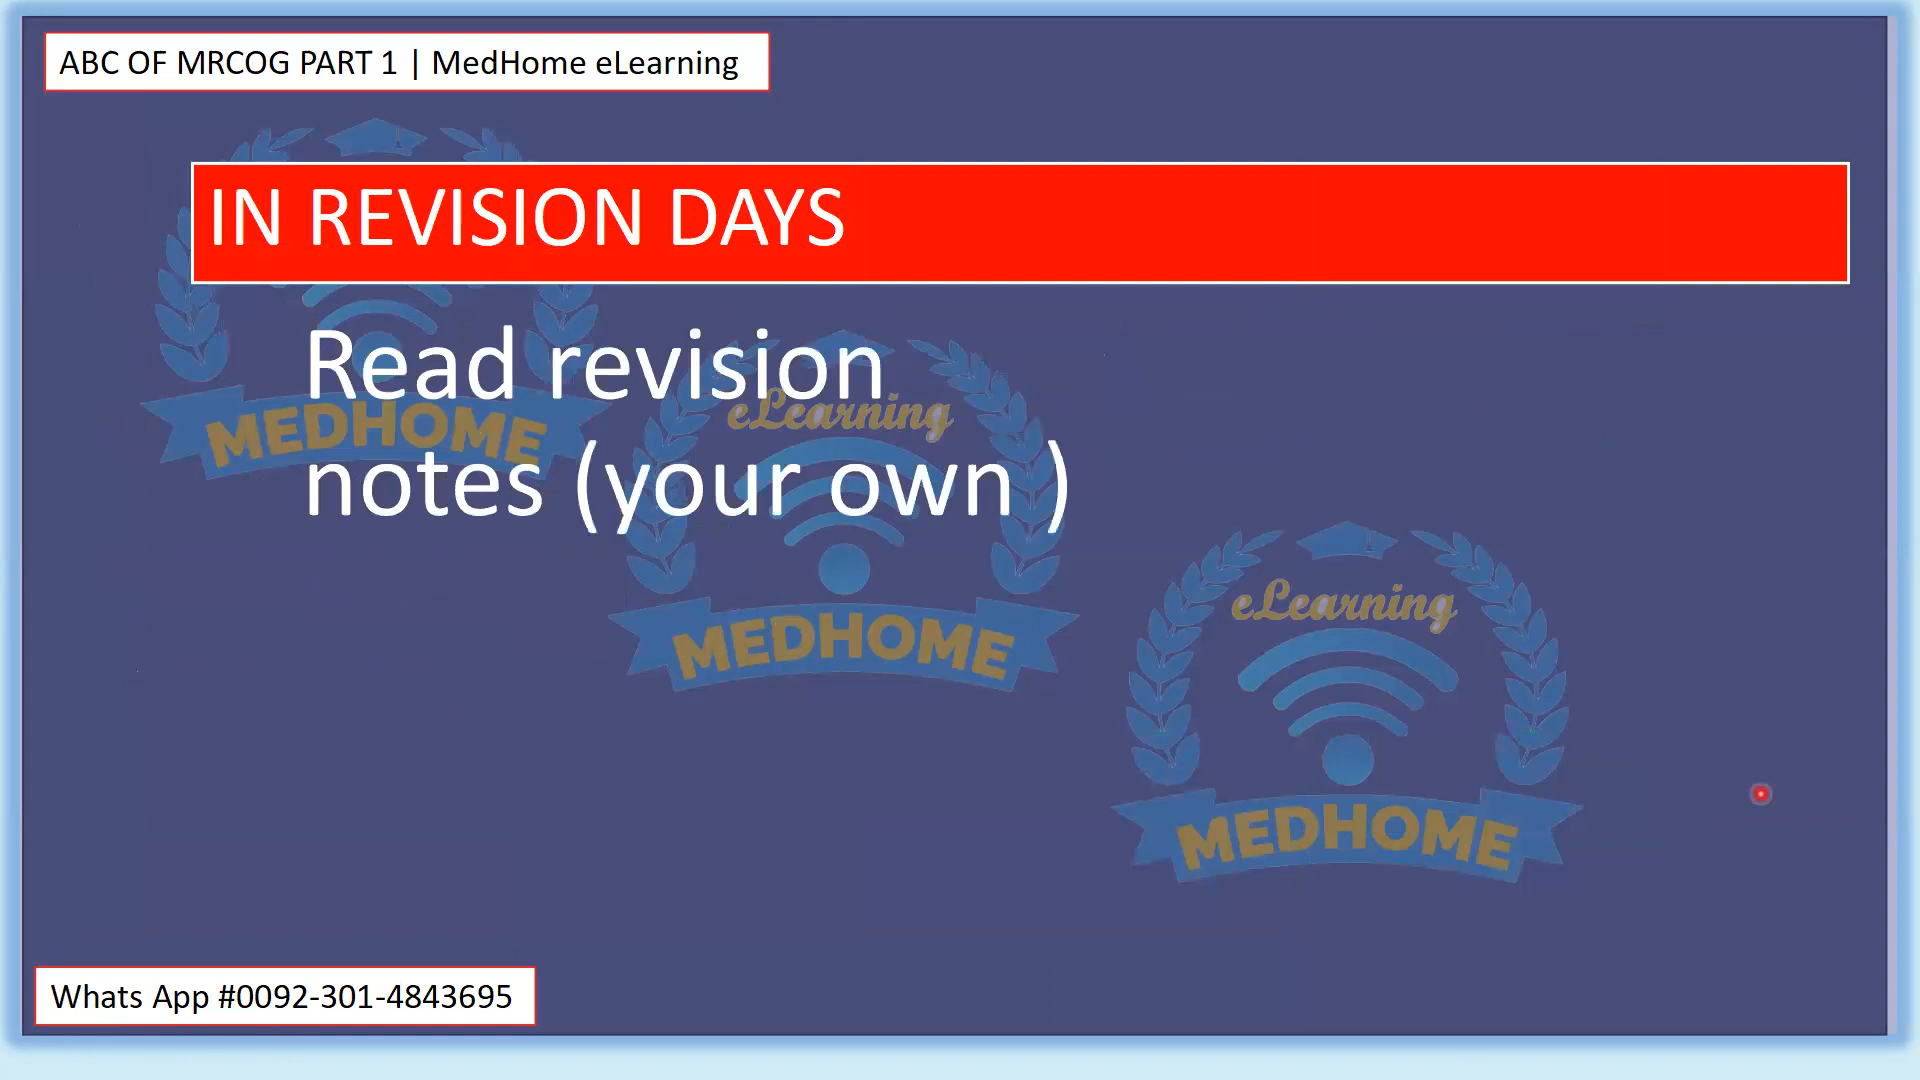 ABC OF MRCOG PART 1 | MedHome eLearning
IN REVISION DAYS
Read revision
notes (your own )
MEDHOME
eLearning
MEDHOME
eLearning
MEDHOME
Whats App #0092-301-4843695